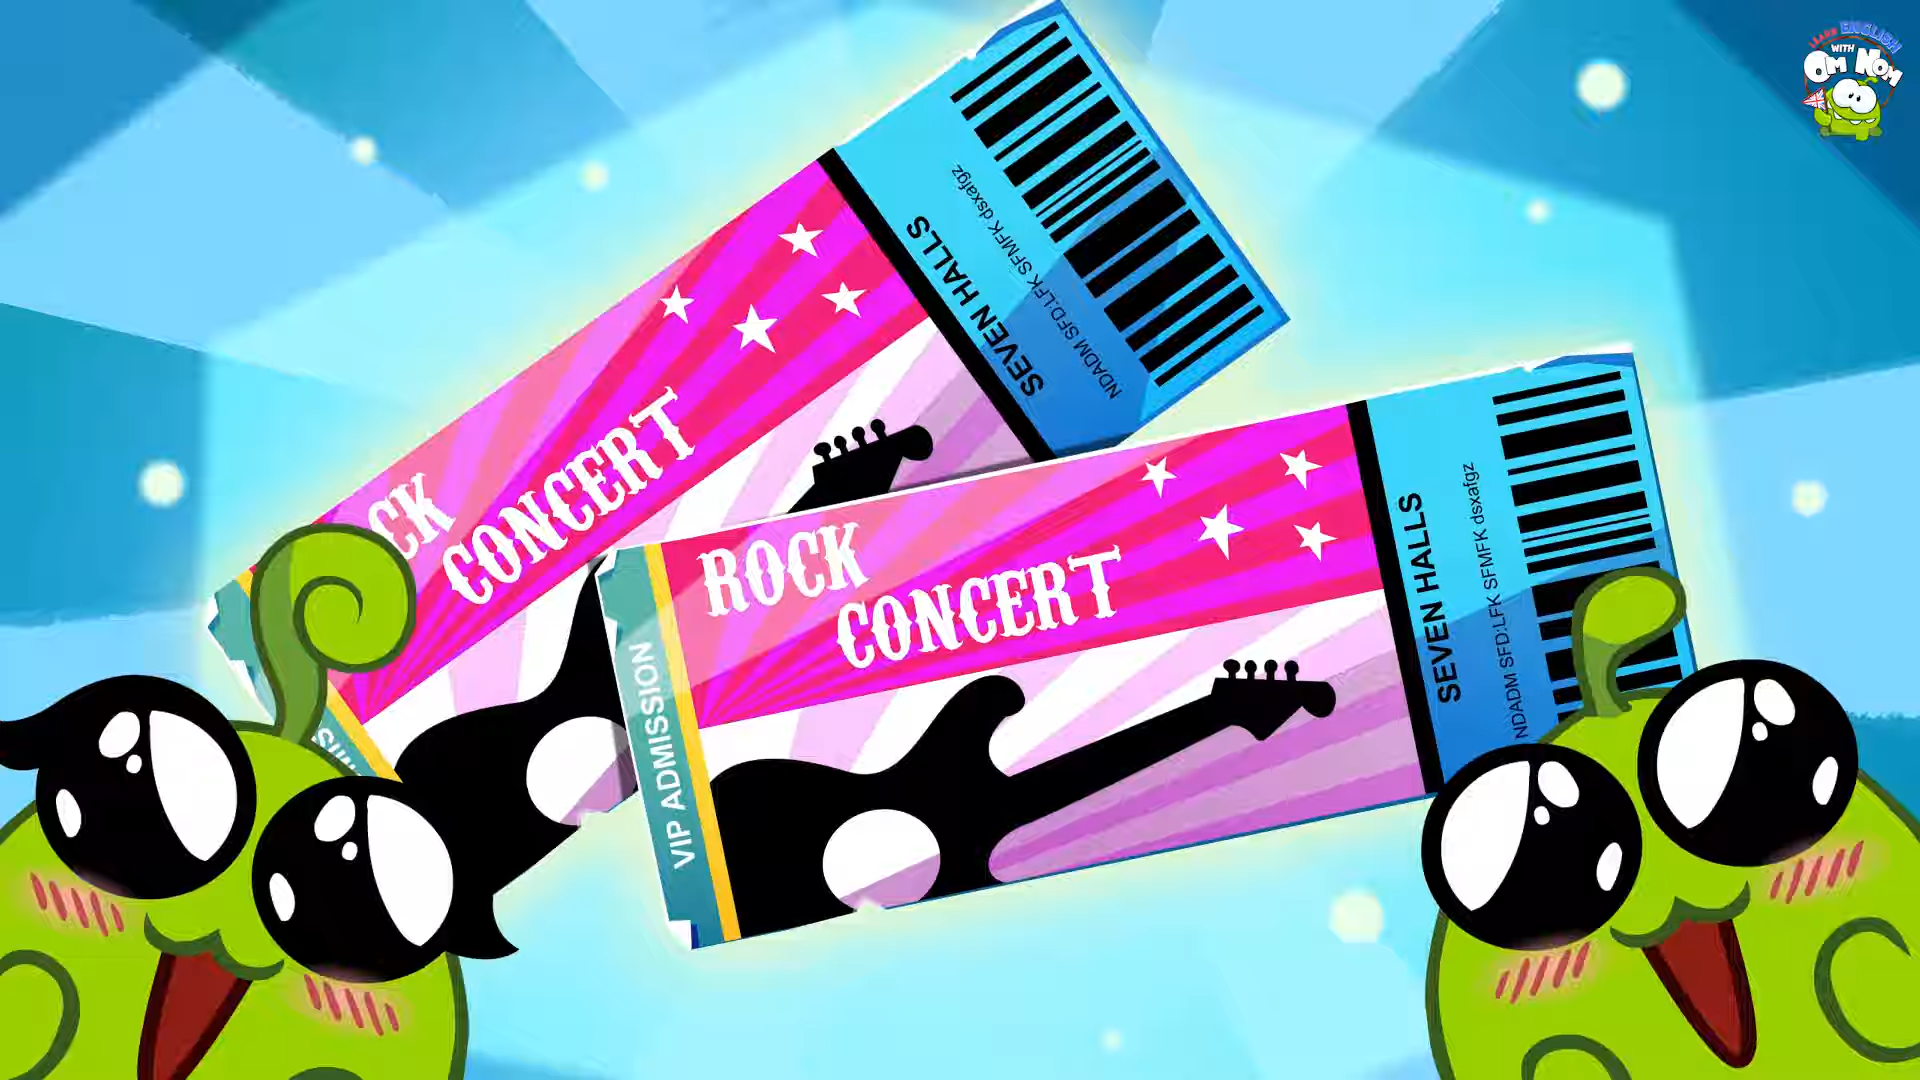 LEARN ENGLISH
WITH
OM NOM
SEVEN HALLS
NDADM SFD:LFK SFMFK dsxafgz
CK
CONCERT
ROCK
CONCERT
VIP ADMISSION
SEVEN HALLS
NDADM SFD:LFK SFMFK dsxafgz